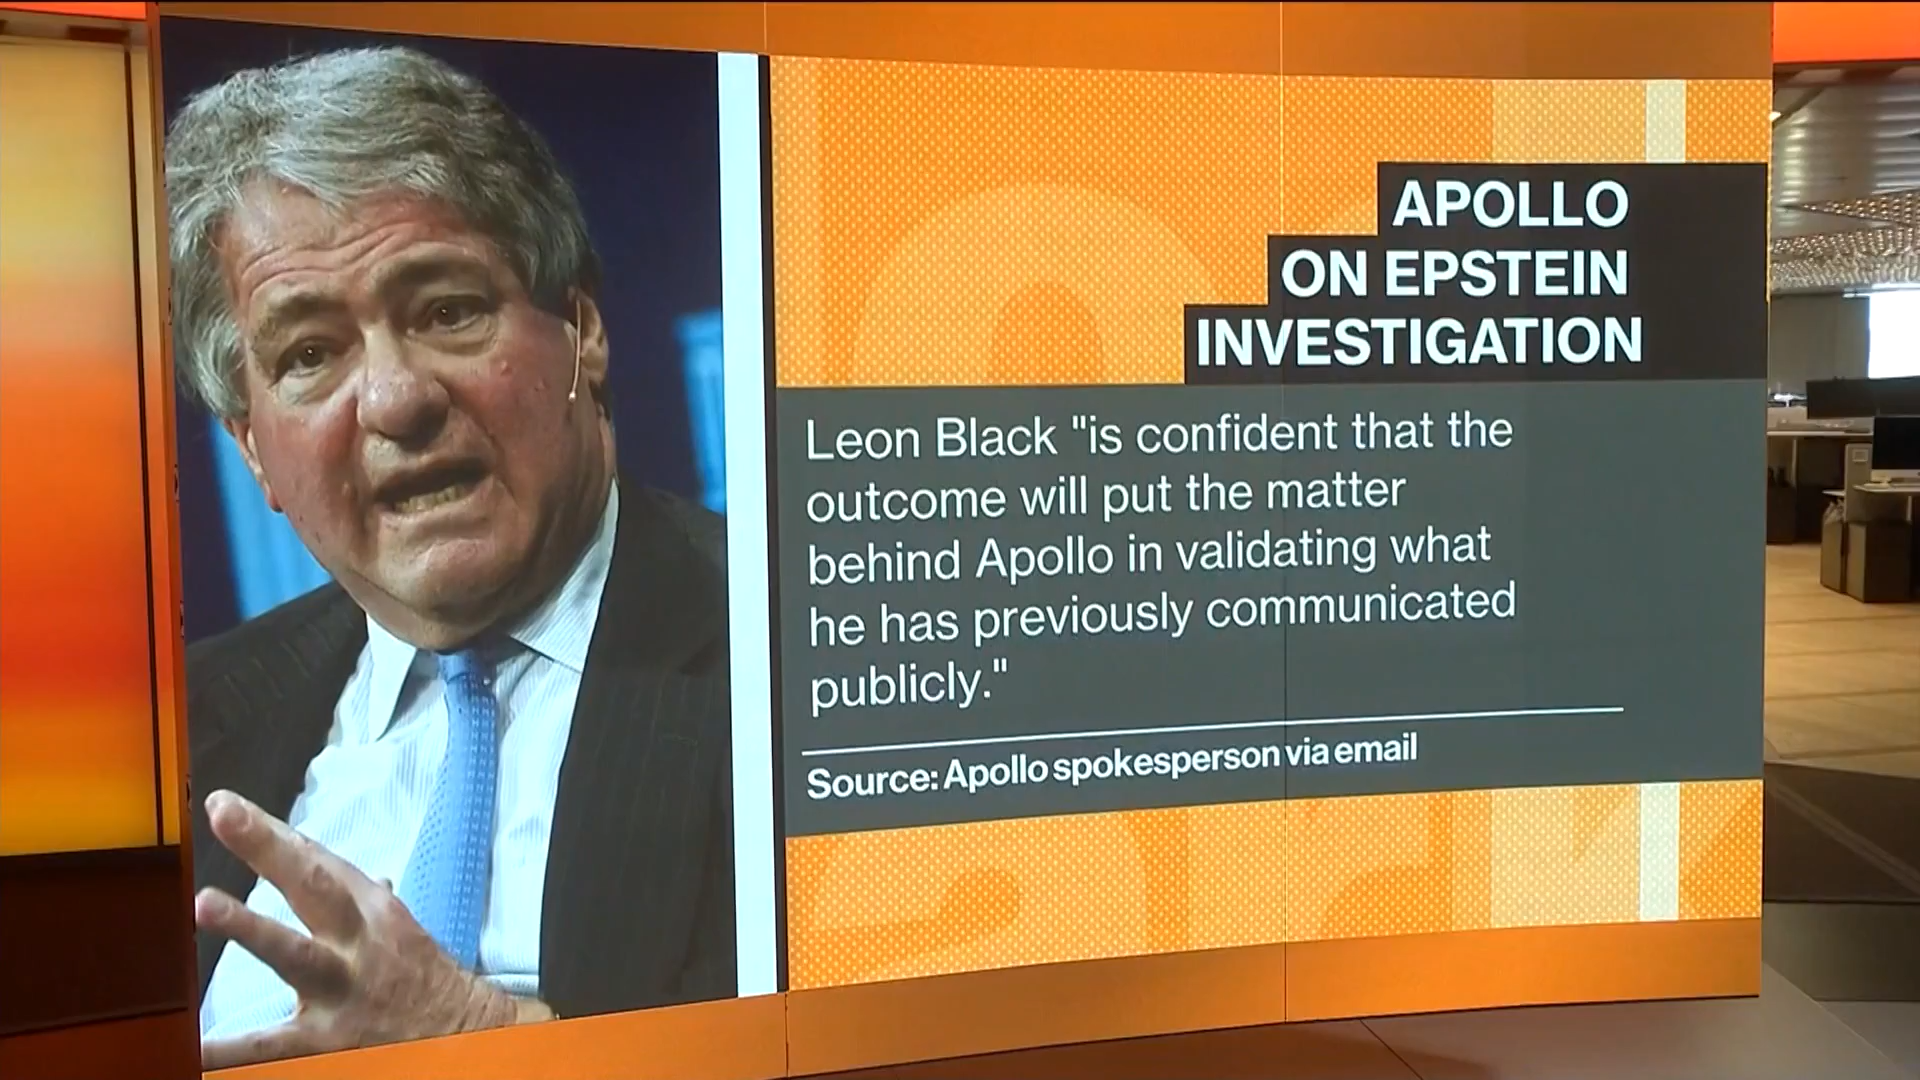 APOLLO
ON EPSTEIN
INVESTIGATION
Leon Black "is confident that the
outcome will put the matter
behind Apollo in validating what
he has previously communicated
publicly."
Source: Apollo spokesperson via email